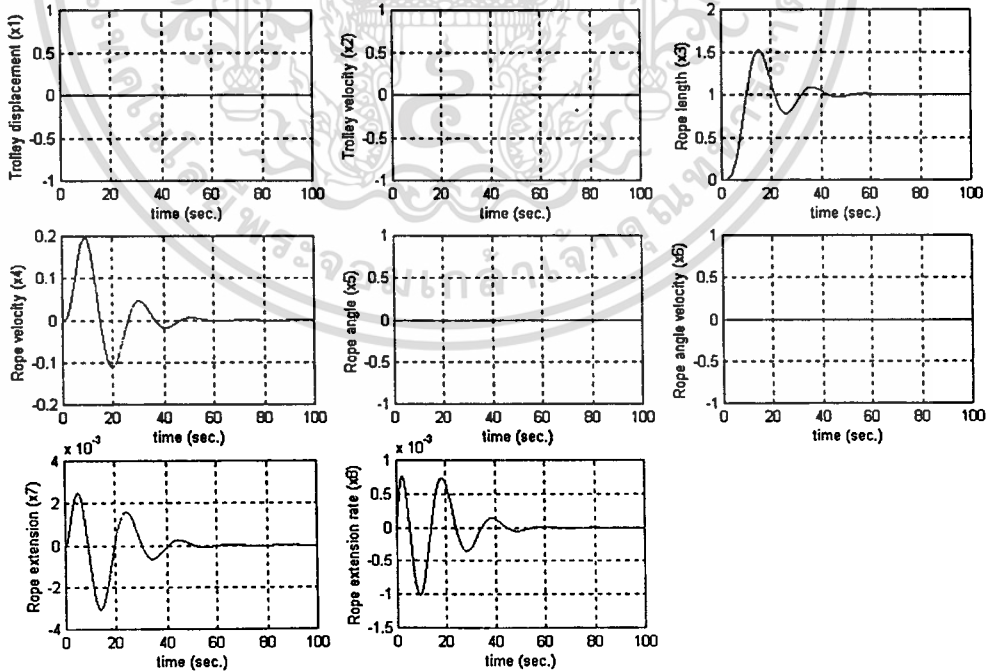 Trolley displacement (x1)
1
0.5
0
-0.5
-1
0 20 40 60 80 100
time (sec.)
Trolley velocity (x2)
1
0.5
0
-0.5
-1
0 20 40 60 80 100
time (sec.)
Rope length (x3)
2
1.5
1
0.5
0
0 20 40 60 80 100
time (sec.)
Rope velocity (x4)
0.2
0.1
0
-0.1
-0.2
0 20 40 60 80 100
time (sec.)
Rope angle (x5)
1
0.5
0
-0.5
-1
0 20 40 60 80 100
time (sec.)
Rope angle velocity (x6)
1
0.5
0
-0.5
-1
0 20 40 60 80 100
time (sec.)
Rope extension (x7)
x 10-3
4
2
0
-2
-4
0 20 40 60 80 100
time (sec.)
Rope extension rate (x8)
x 10-3
1
0.5
0
-0.5
-1
-1.5
0 20 40 60 80 100
time (sec.)